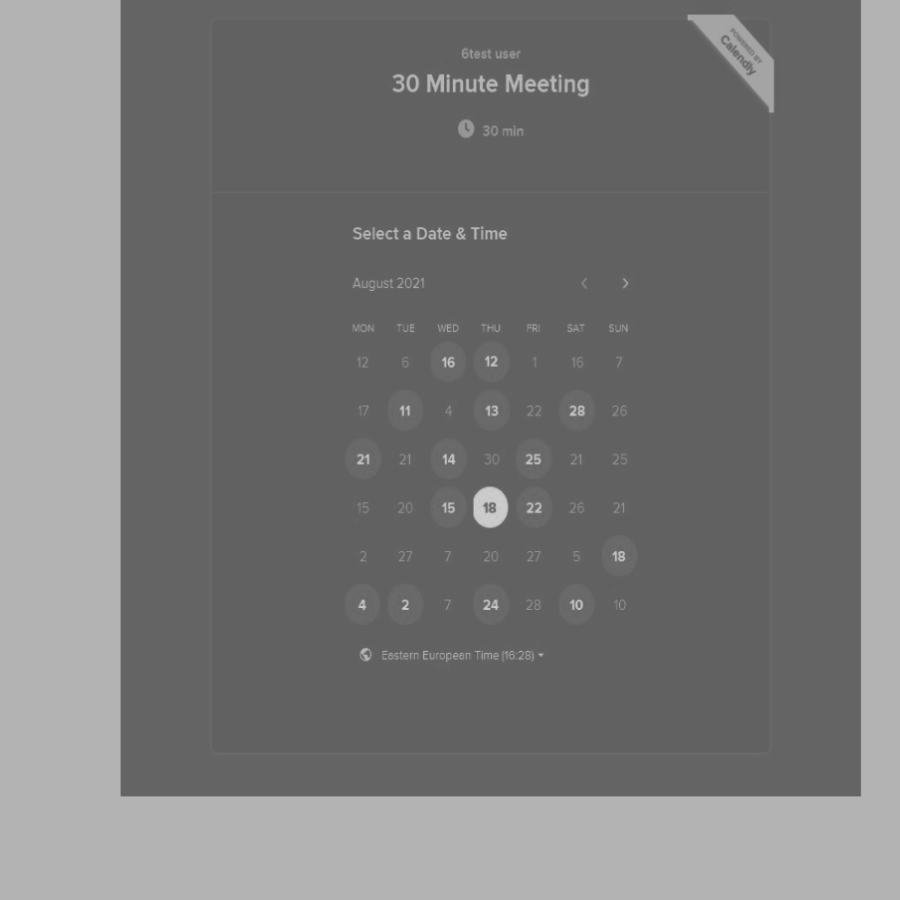 POWERED BY
Calendly
6test user
30 Minute Meeting
30 min
Select a Date & Time
August 2021
MON TUE WED THU FRI SAT SUN
12 6 16 12 1 16 7
17 11 4 13 22 28 26
21 21 14 30 25 21 25
15 20 15 18 22 26 21
2 27 7 20 27 5 18
4 2 7 24 28 10 10
Eastern European Time (16:28)